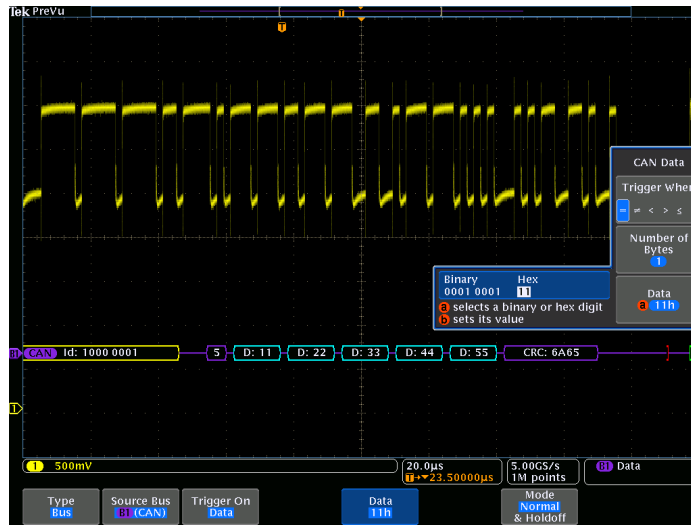 Tek PreVu
T
T
CAN Data
Trigger When
= ≠ < > ≤
Number of
Bytes
1
Data
a 11h
Binary Hex
0001 0001 11
a selects a binary or hex digit
b sets its value
B1 CAN Id: 1000 0001 5 D: 11 D: 22 D: 33 D: 44 D: 55 CRC: 6A65
1
1 500mV
20.0µs
T→▼23.50000µs
5.00GS/s
1M points
B1 Data
Type
Bus
Source Bus
B1 (CAN)
Trigger On
Data
Data
11h
Mode
Normal
& Holdoff